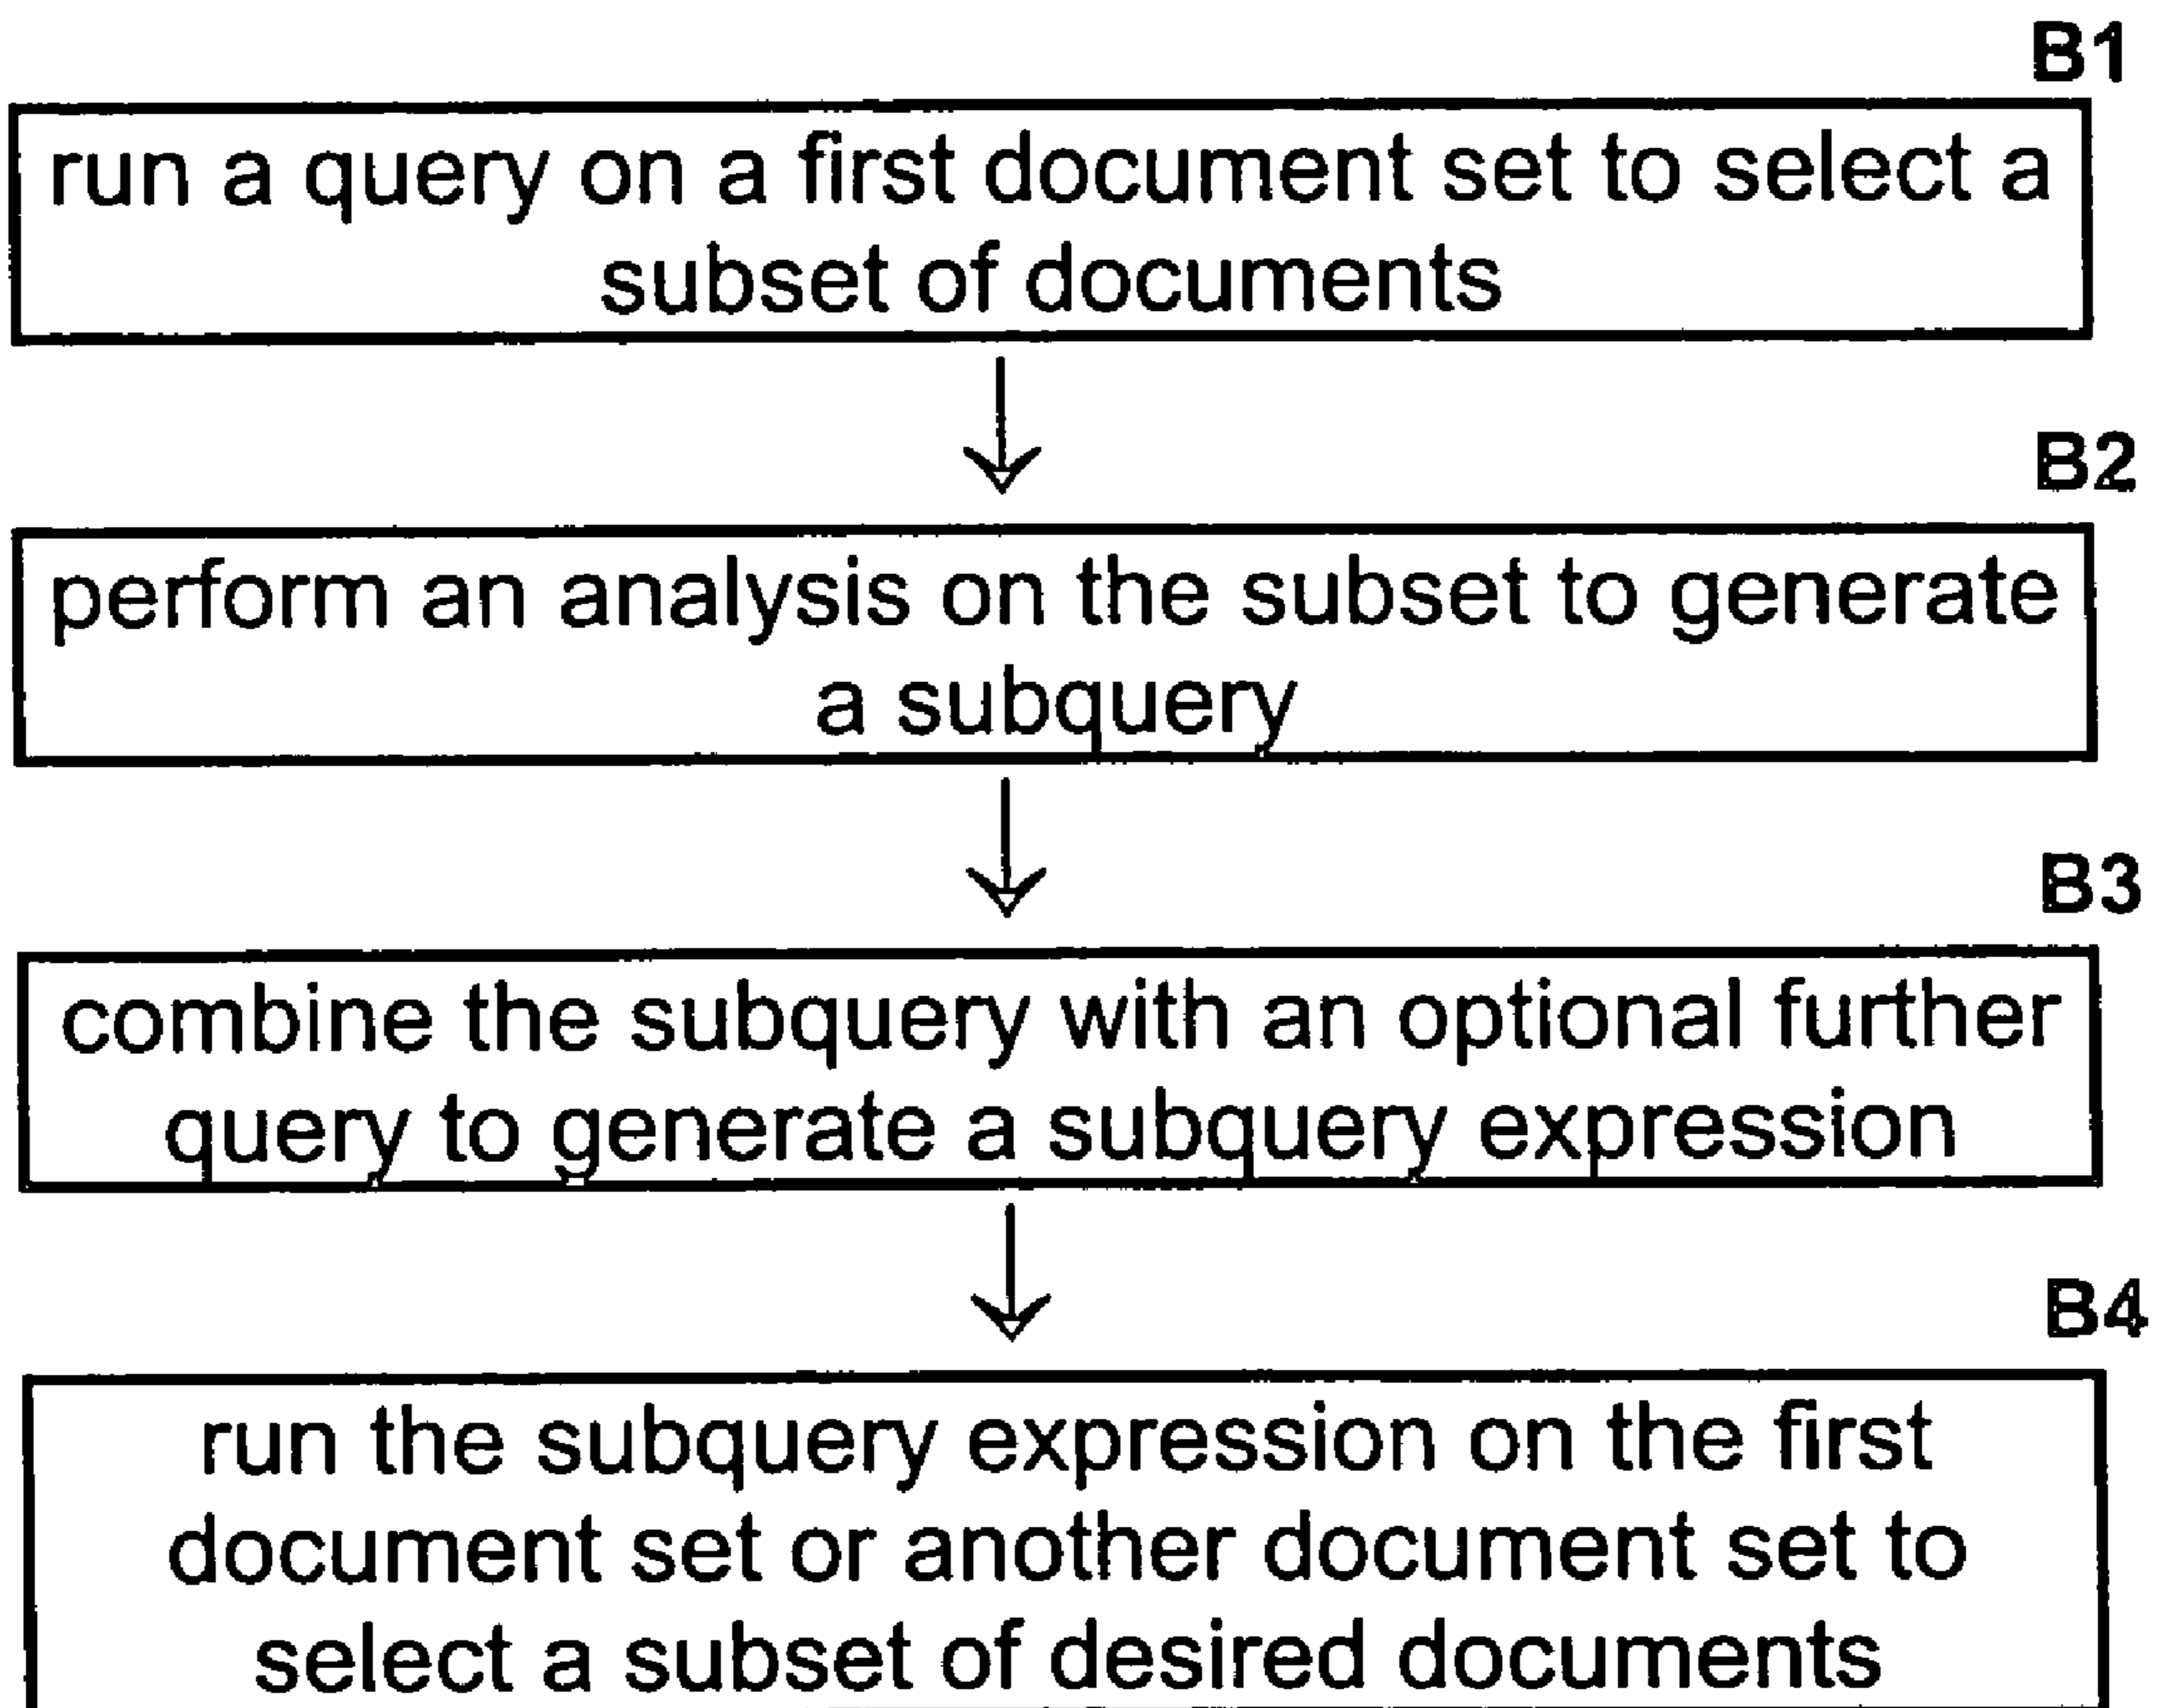 B1
run a query on a first document set to select a
subset of documents
B2
perform an analysis on the subset to generate
a subquery
B3
combine the subquery with an optional further
query to generate a subquery expression
B4
run the subquery expression on the first
document set or another document set to
select a subset of desired documents